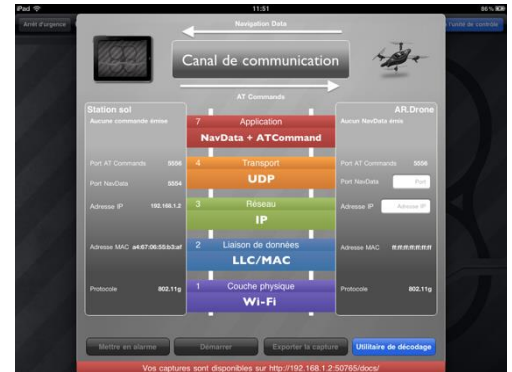 iPad 11:51 86%
Arrêt d'urgence
Navigation Data
l'unité de contrôle
Canal de communication
AT Commands
Station sol
AR.Drone
Aucune commande émise
7 Application
Aucun NavData émis
NavData + ATCommand
Port AT Commands 5556
4 Transport
Port AT Commands 5556
UDP
Port NavData 5554
Port NavData Port
Adresse IP 192.168.1.2
3 Réseau
Adresse IP Adresse IP
IP
Adresse MAC a4:67:06:55:b3:af
2 Liaison de données
Adresse MAC ff:ff:ff:ff:ff:ff
LLC/MAC
Protocole 802.11g
1 Couche physique
Protocole 802.11g
Wi-Fi
Mettre en alarme
Démarrer
Exporter la capture
Utilitaire de décodage
Vos captures sont disponibles sur http://192.168.1.2:50765/docs/